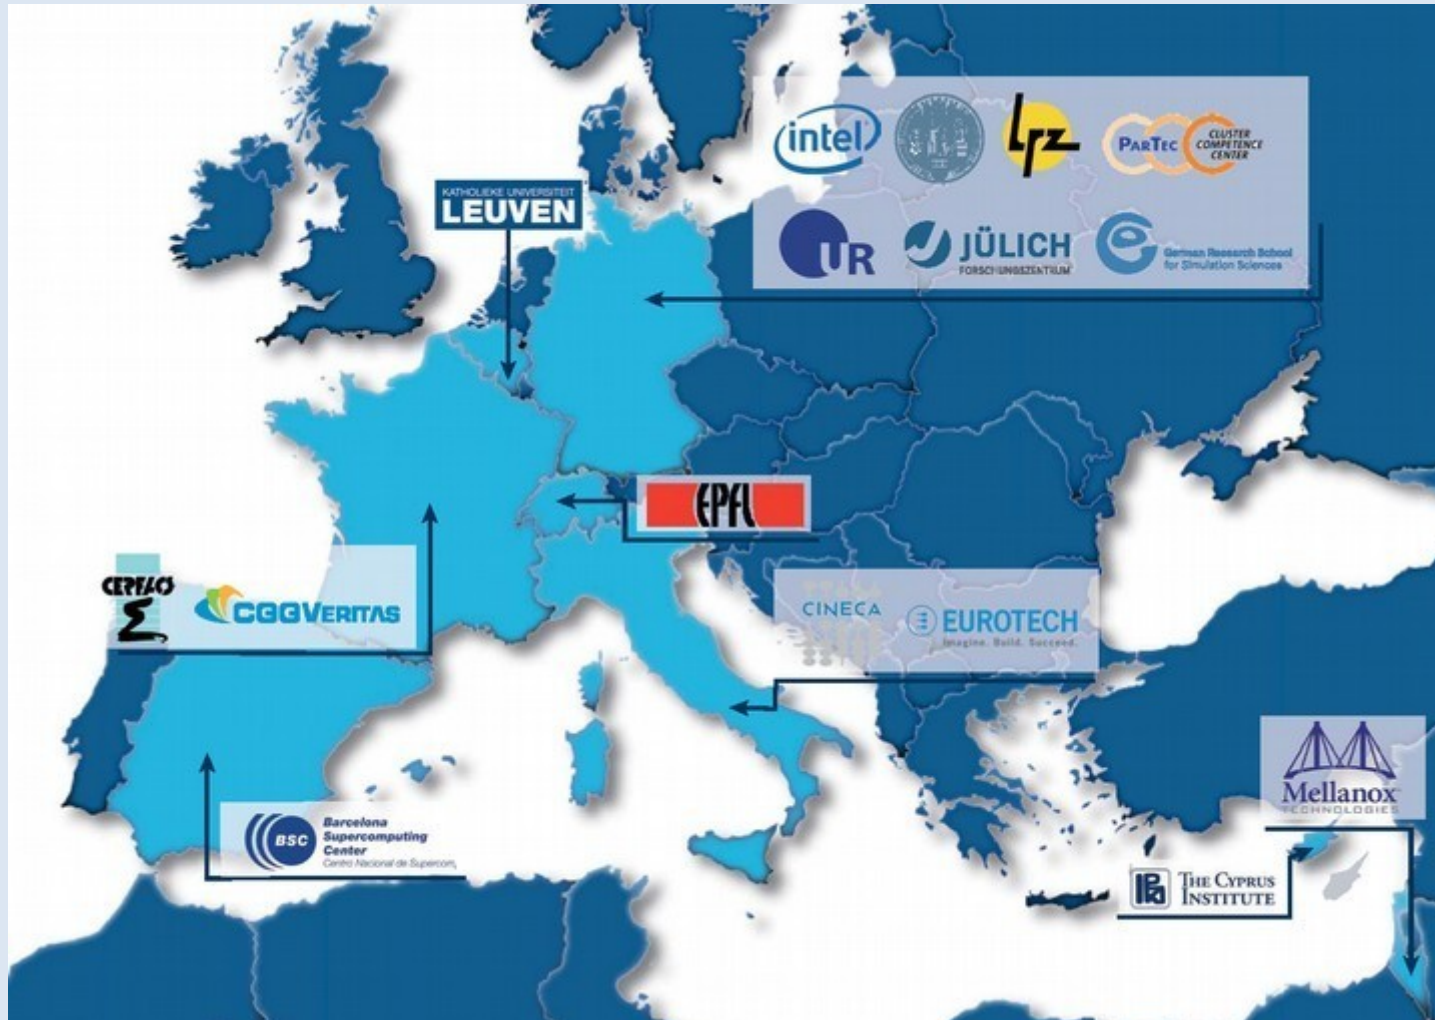 intel
lrz
PARTEC
CLUSTER
COMPETENCE
CENTER
KATHOLIEKE UNIVERSITEIT
LEUVEN
UR
JÜLICH
FORSCHUNGSZENTRUM
German Research School
for Simulation Sciences
EPFL
CERFACS
CGGVERITAS
CINECA
EUROTECH
Imagine. Build. Succeed.
Mellanox
TECHNOLOGIES
BSC
Barcelona
Supercomputing
Center
Centro Nacional de Supercom
THE CYPRUS
INSTITUTE